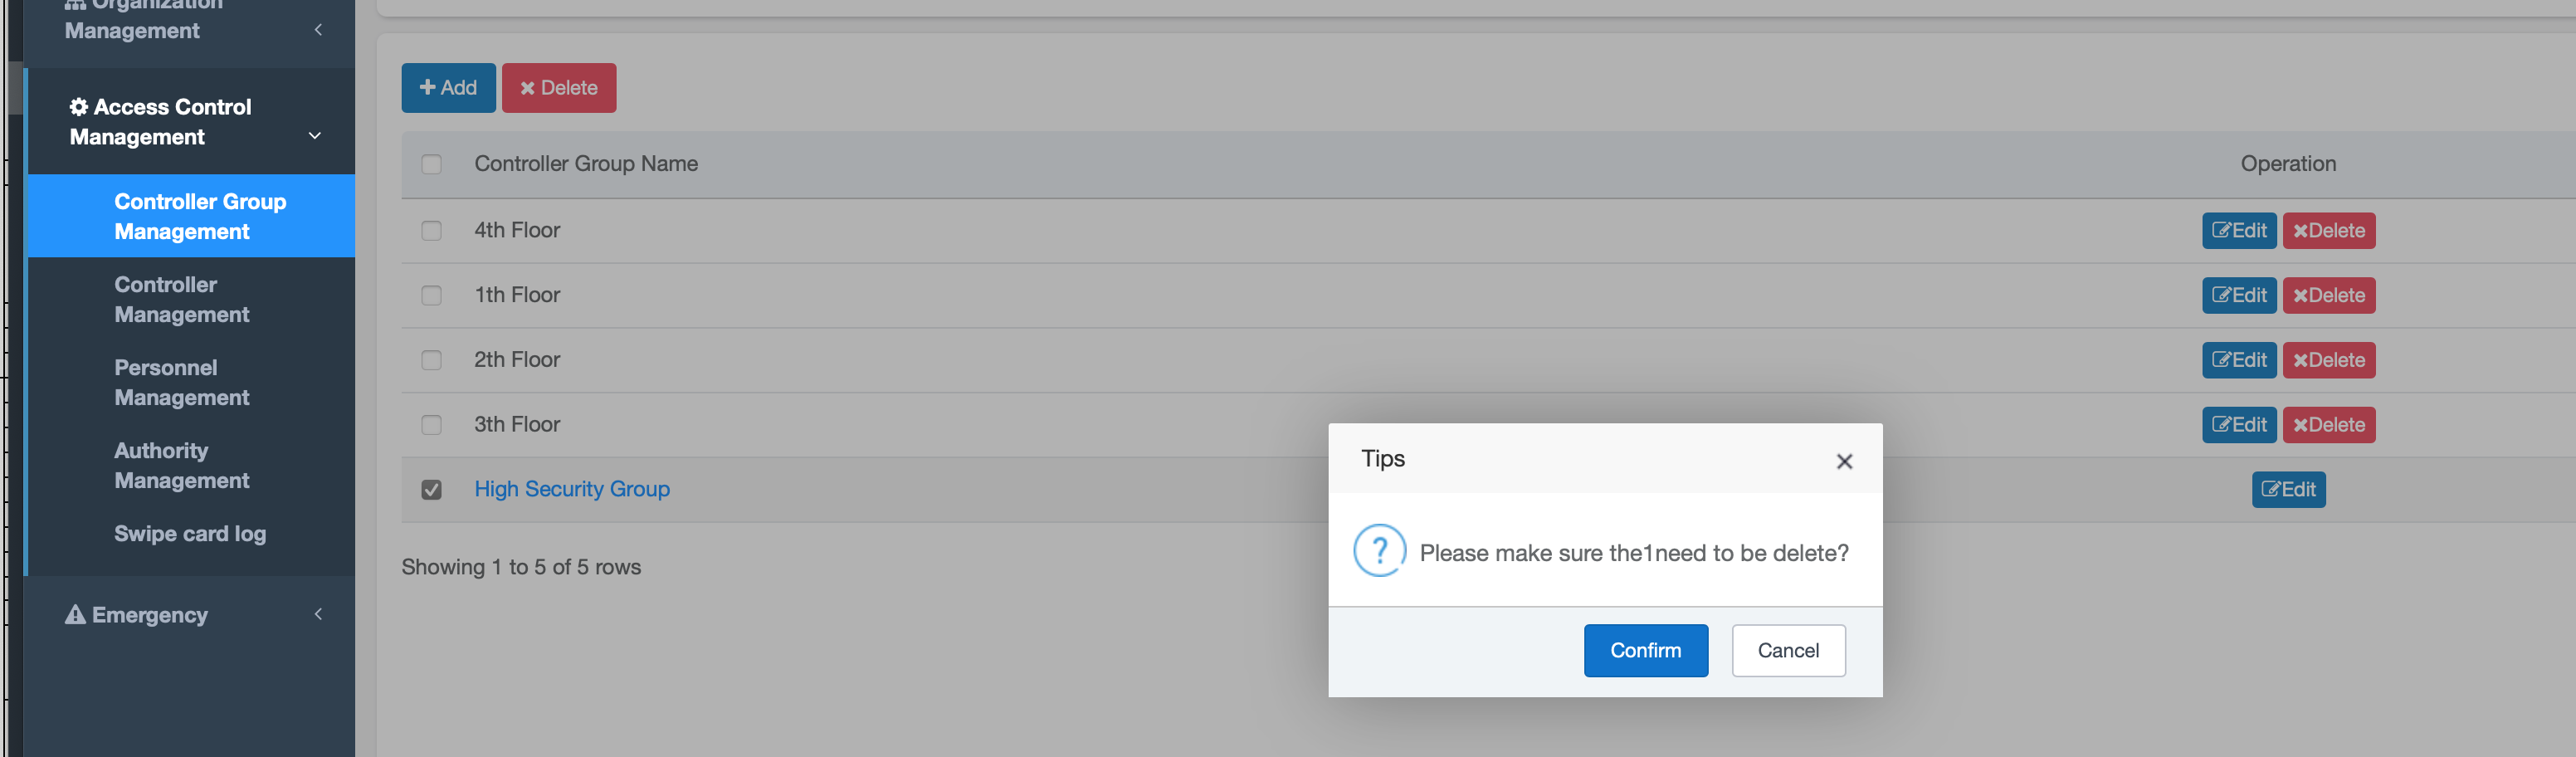 Organization
Management
Access Control
Management
Controller Group
Management
Controller
Management
Personnel
Management
Authority
Management
Swipe card log
Emergency
Add Delete
Controller Group Name Operation
4th Floor Edit Delete
1th Floor Edit Delete
2th Floor Edit Delete
3th Floor Edit Delete
High Security Group Edit
Showing 1 to 5 of 5 rows
Tips
Please make sure the1need to be delete?
Confirm Cancel